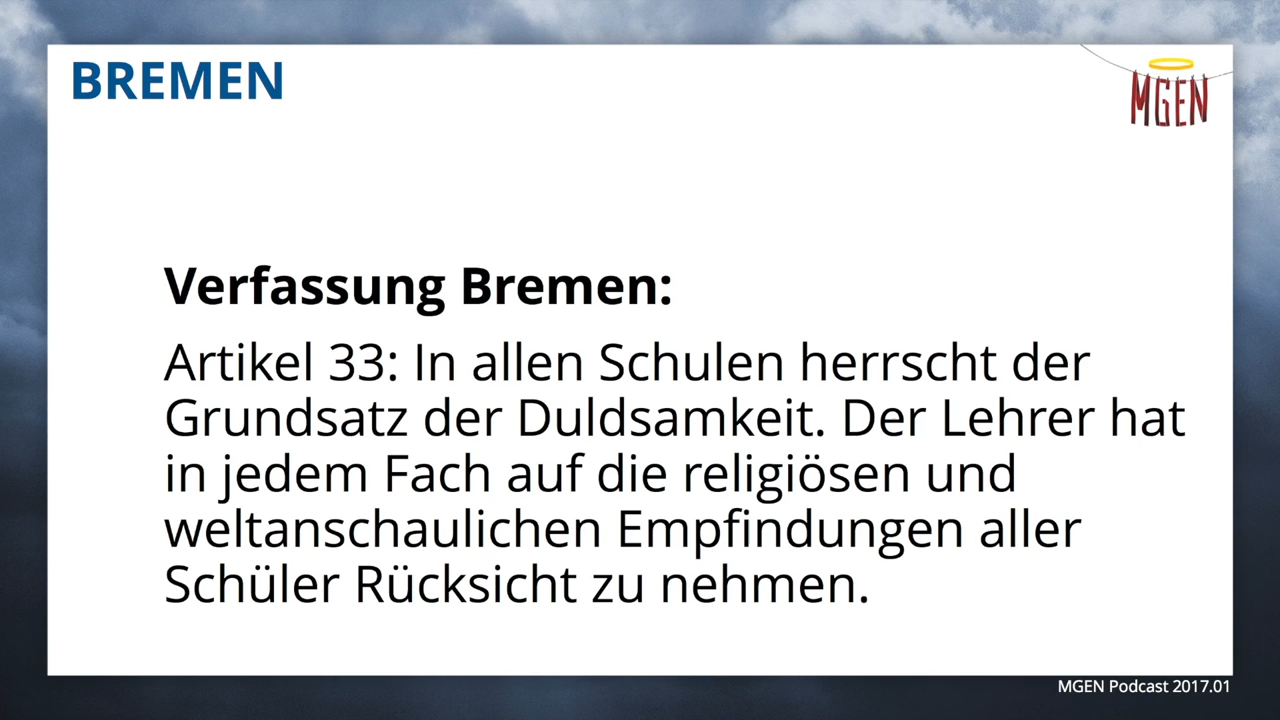 BREMEN
MGEN
Verfassung Bremen:
Artikel 33: In allen Schulen herrscht der
Grundsatz der Duldsamkeit. Der Lehrer hat
in jedem Fach auf die religiösen und
weltanschaulichen Empfindungen aller
Schüler Rücksicht zu nehmen.
MGEN Podcast 2017.01